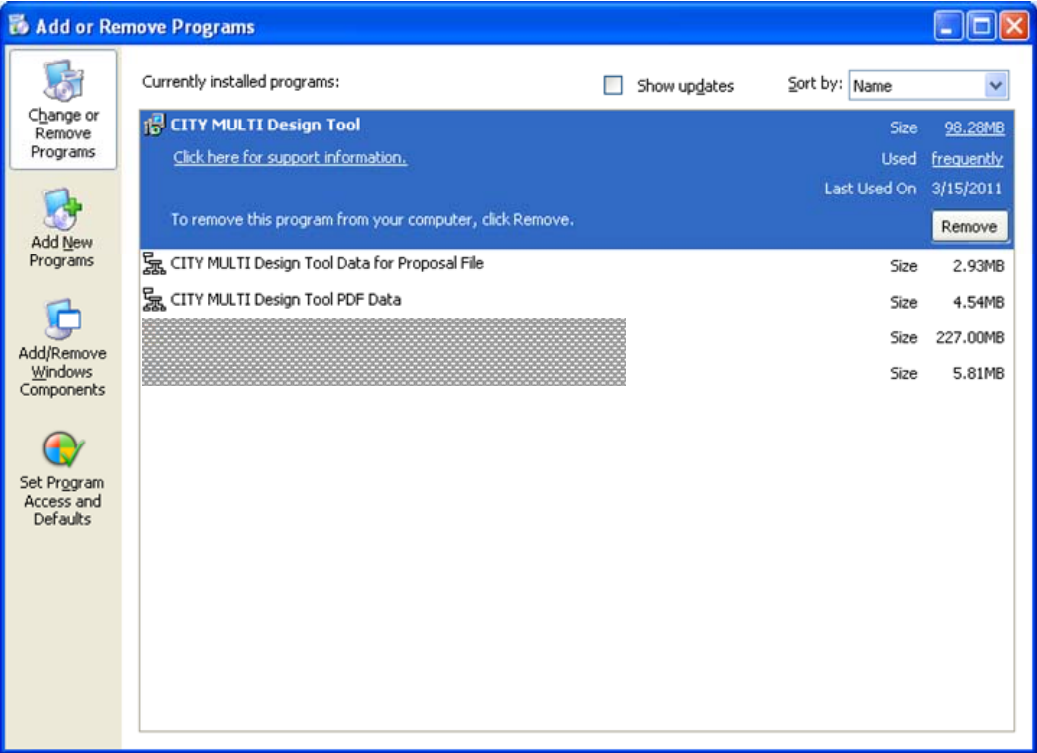 Add or Remove Programs
Change or
Remove
Programs
Add New
Programs
Add/Remove
Windows
Components
Set Program
Access and
Defaults
Currently installed programs:
Show updates
Sort by:
Name
CITY MULTI Design Tool
Size 98.28MB
Click here for support information.
Used frequently
Last Used On 3/15/2011
To remove this program from your computer, click Remove.
Remove
CITY MULTI Design Tool Data for Proposal File
Size 2.93MB
CITY MULTI Design Tool PDF Data
Size 4.54MB
Size 227.00MB
Size 5.81MB